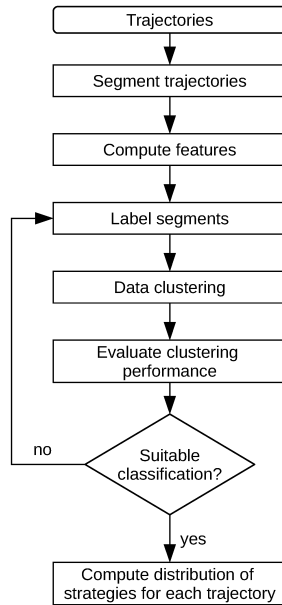 Trajectories
Segment trajectories
Compute features
Label segments
Data clustering
Evaluate clustering
performance
no
Suitable
classification?
yes
Compute distribution of
strategies for each trajectory